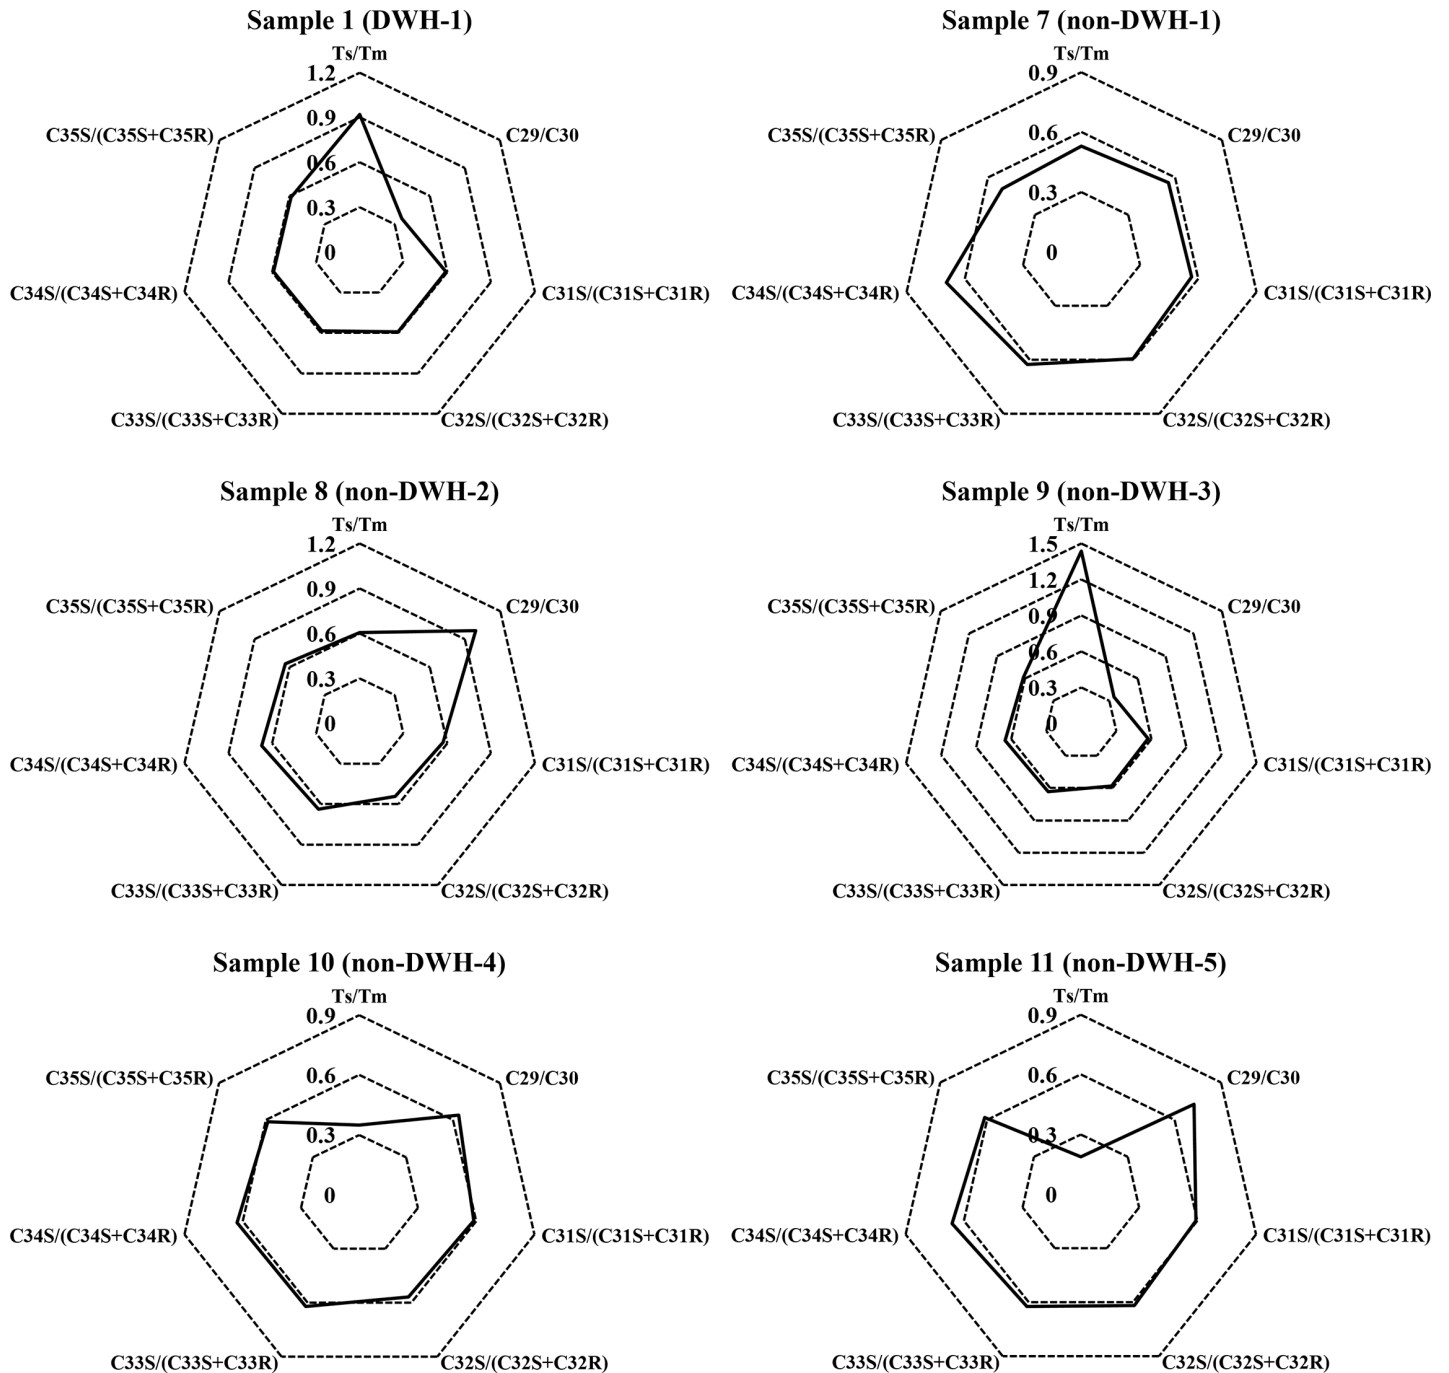 Sample 1 (DWH-1)
Ts/Tm
1.2
0.9
0.6
0.3
0
C35S/(C35S+C35R)
C29/C30
C34S/(C34S+C34R)
C31S/(C31S+C31R)
C33S/(C33S+C33R)
C32S/(C32S+C32R)
Sample 7 (non-DWH-1)
Ts/Tm
0.9
0.6
0.3
0
C35S/(C35S+C35R)
C29/C30
C34S/(C34S+C34R)
C31S/(C31S+C31R)
C33S/(C33S+C33R)
C32S/(C32S+C32R)
Sample 8 (non-DWH-2)
Ts/Tm
1.2
0.9
0.6
0.3
0
C35S/(C35S+C35R)
C29/C30
C34S/(C34S+C34R)
C31S/(C31S+C31R)
C33S/(C33S+C33R)
C32S/(C32S+C32R)
Sample 9 (non-DWH-3)
Ts/Tm
1.5
1.2
0.9
0.6
0.3
0
C35S/(C35S+C35R)
C29/C30
C34S/(C34S+C34R)
C31S/(C31S+C31R)
C33S/(C33S+C33R)
C32S/(C32S+C32R)
Sample 10 (non-DWH-4)
Ts/Tm
0.9
0.6
0.3
0
C35S/(C35S+C35R)
C29/C30
C34S/(C34S+C34R)
C31S/(C31S+C31R)
C33S/(C33S+C33R)
C32S/(C32S+C32R)
Sample 11 (non-DWH-5)
Ts/Tm
0.9
0.6
0.3
0
C35S/(C35S+C35R)
C29/C30
C34S/(C34S+C34R)
C31S/(C31S+C31R)
C33S/(C33S+C33R)
C32S/(C32S+C32R)